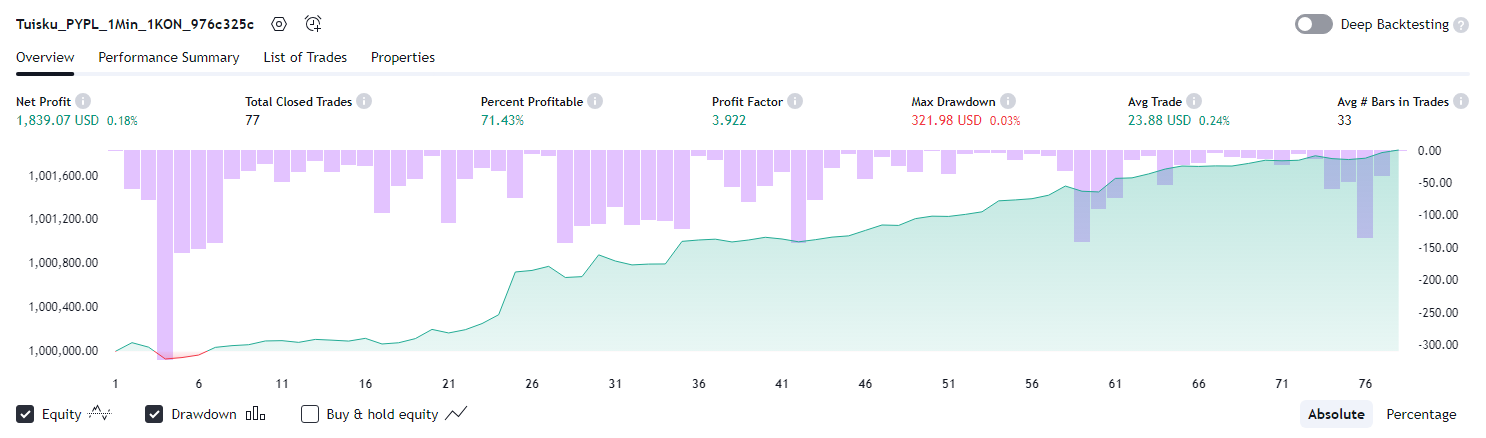 Tuisku_PYPL_1Min_1KON_976c325c Deep Backtesting ?
Overview Performance Summary List of Trades Properties
Net Profit i Total Closed Trades i Percent Profitable i Profit Factor i Max Drawdown i Avg Trade i Avg # Bars in Trades i
1,839.07 USD 0.18% 77 71.43% 3.922 321.98 USD 0.03% 23.88 USD 0.24% 33
0.00
1,001,600.00
-50.00
1,001,200.00 -100.00
-150.00
1,000,800.00
-200.00
1,000,400.00
-250.00
1,000,000.00 -300.00
1 6 11 16 21 26 31 36 41 46 51 56 61 66 71 76
Equity Drawdown Buy & hold equity Absolute Percentage